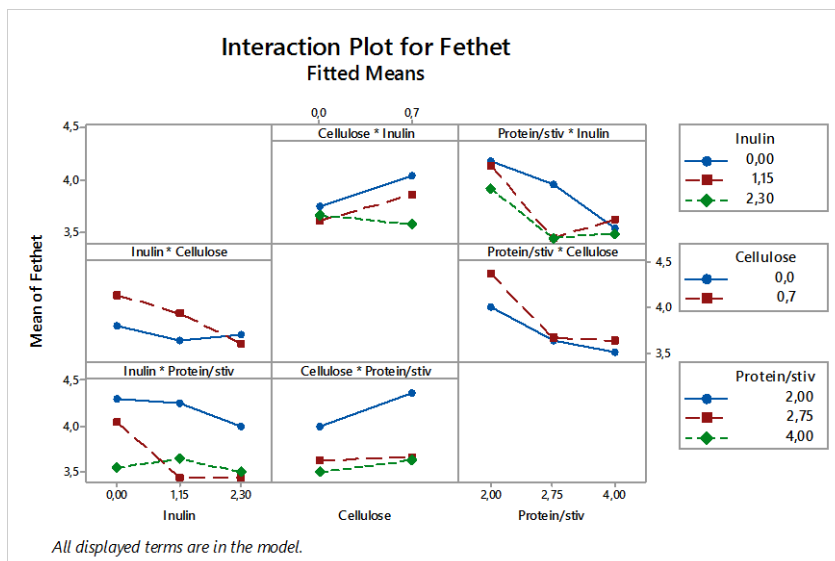 Interaction Plot for Fethet
Fitted Means
0,0 0,7
Cellulose * Inulin
Protein/stiv * Inulin
4,5
4,0
3,5
Inulin
0,00
1,15
2,30
Inulin * Cellulose
Protein/stiv * Cellulose
4,5
4,0
3,5
Cellulose
0,0
0,7
Mean of Fethet
Inulin * Protein/stiv
Cellulose * Protein/stiv
4,5
4,0
3,5
Protein/stiv
2,00
2,75
4,00
0,00 1,15 2,30
2,00 2,75 4,00
Inulin
Cellulose
Protein/stiv
All displayed terms are in the model.